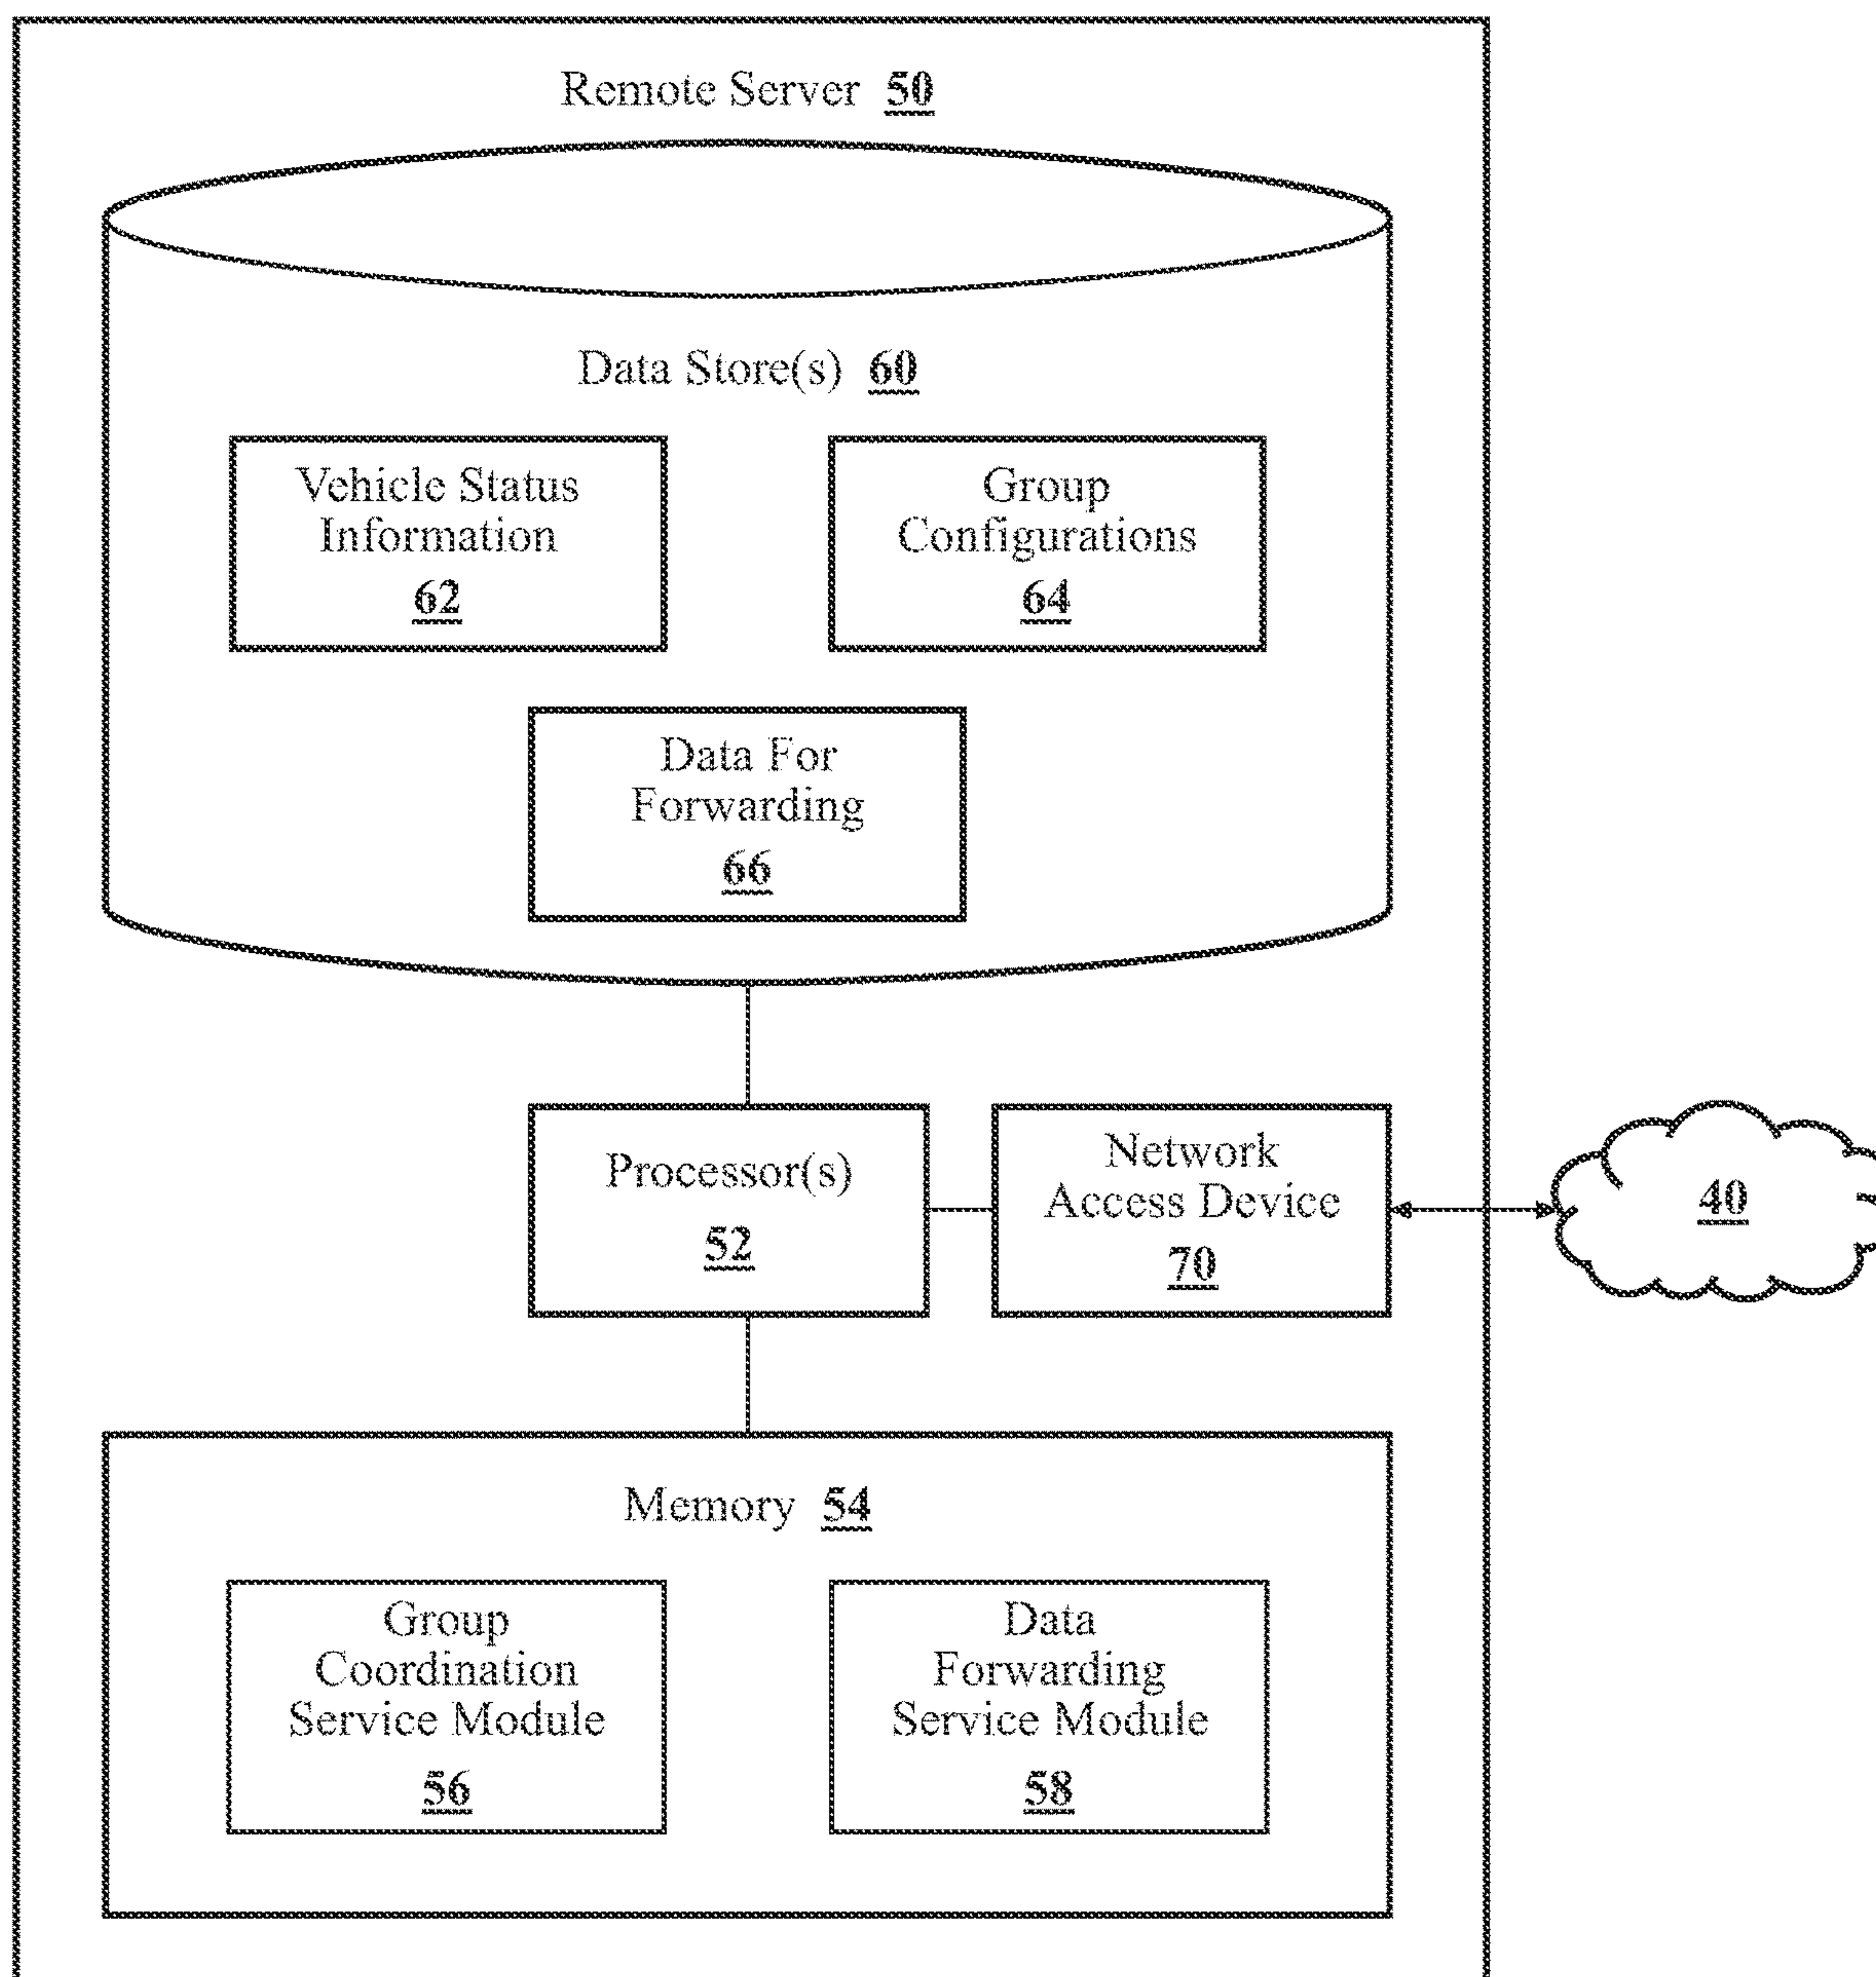 Remote Server 50
Data Store(s) 60
Vehicle Status
Information
62
Group
Configurations
64
Data For
Forwarding
66
Processor(s)
52
Network
Access Device
70
40
Memory 54
Group
Coordination
Service Module
56
Data
Forwarding
Service Module
58